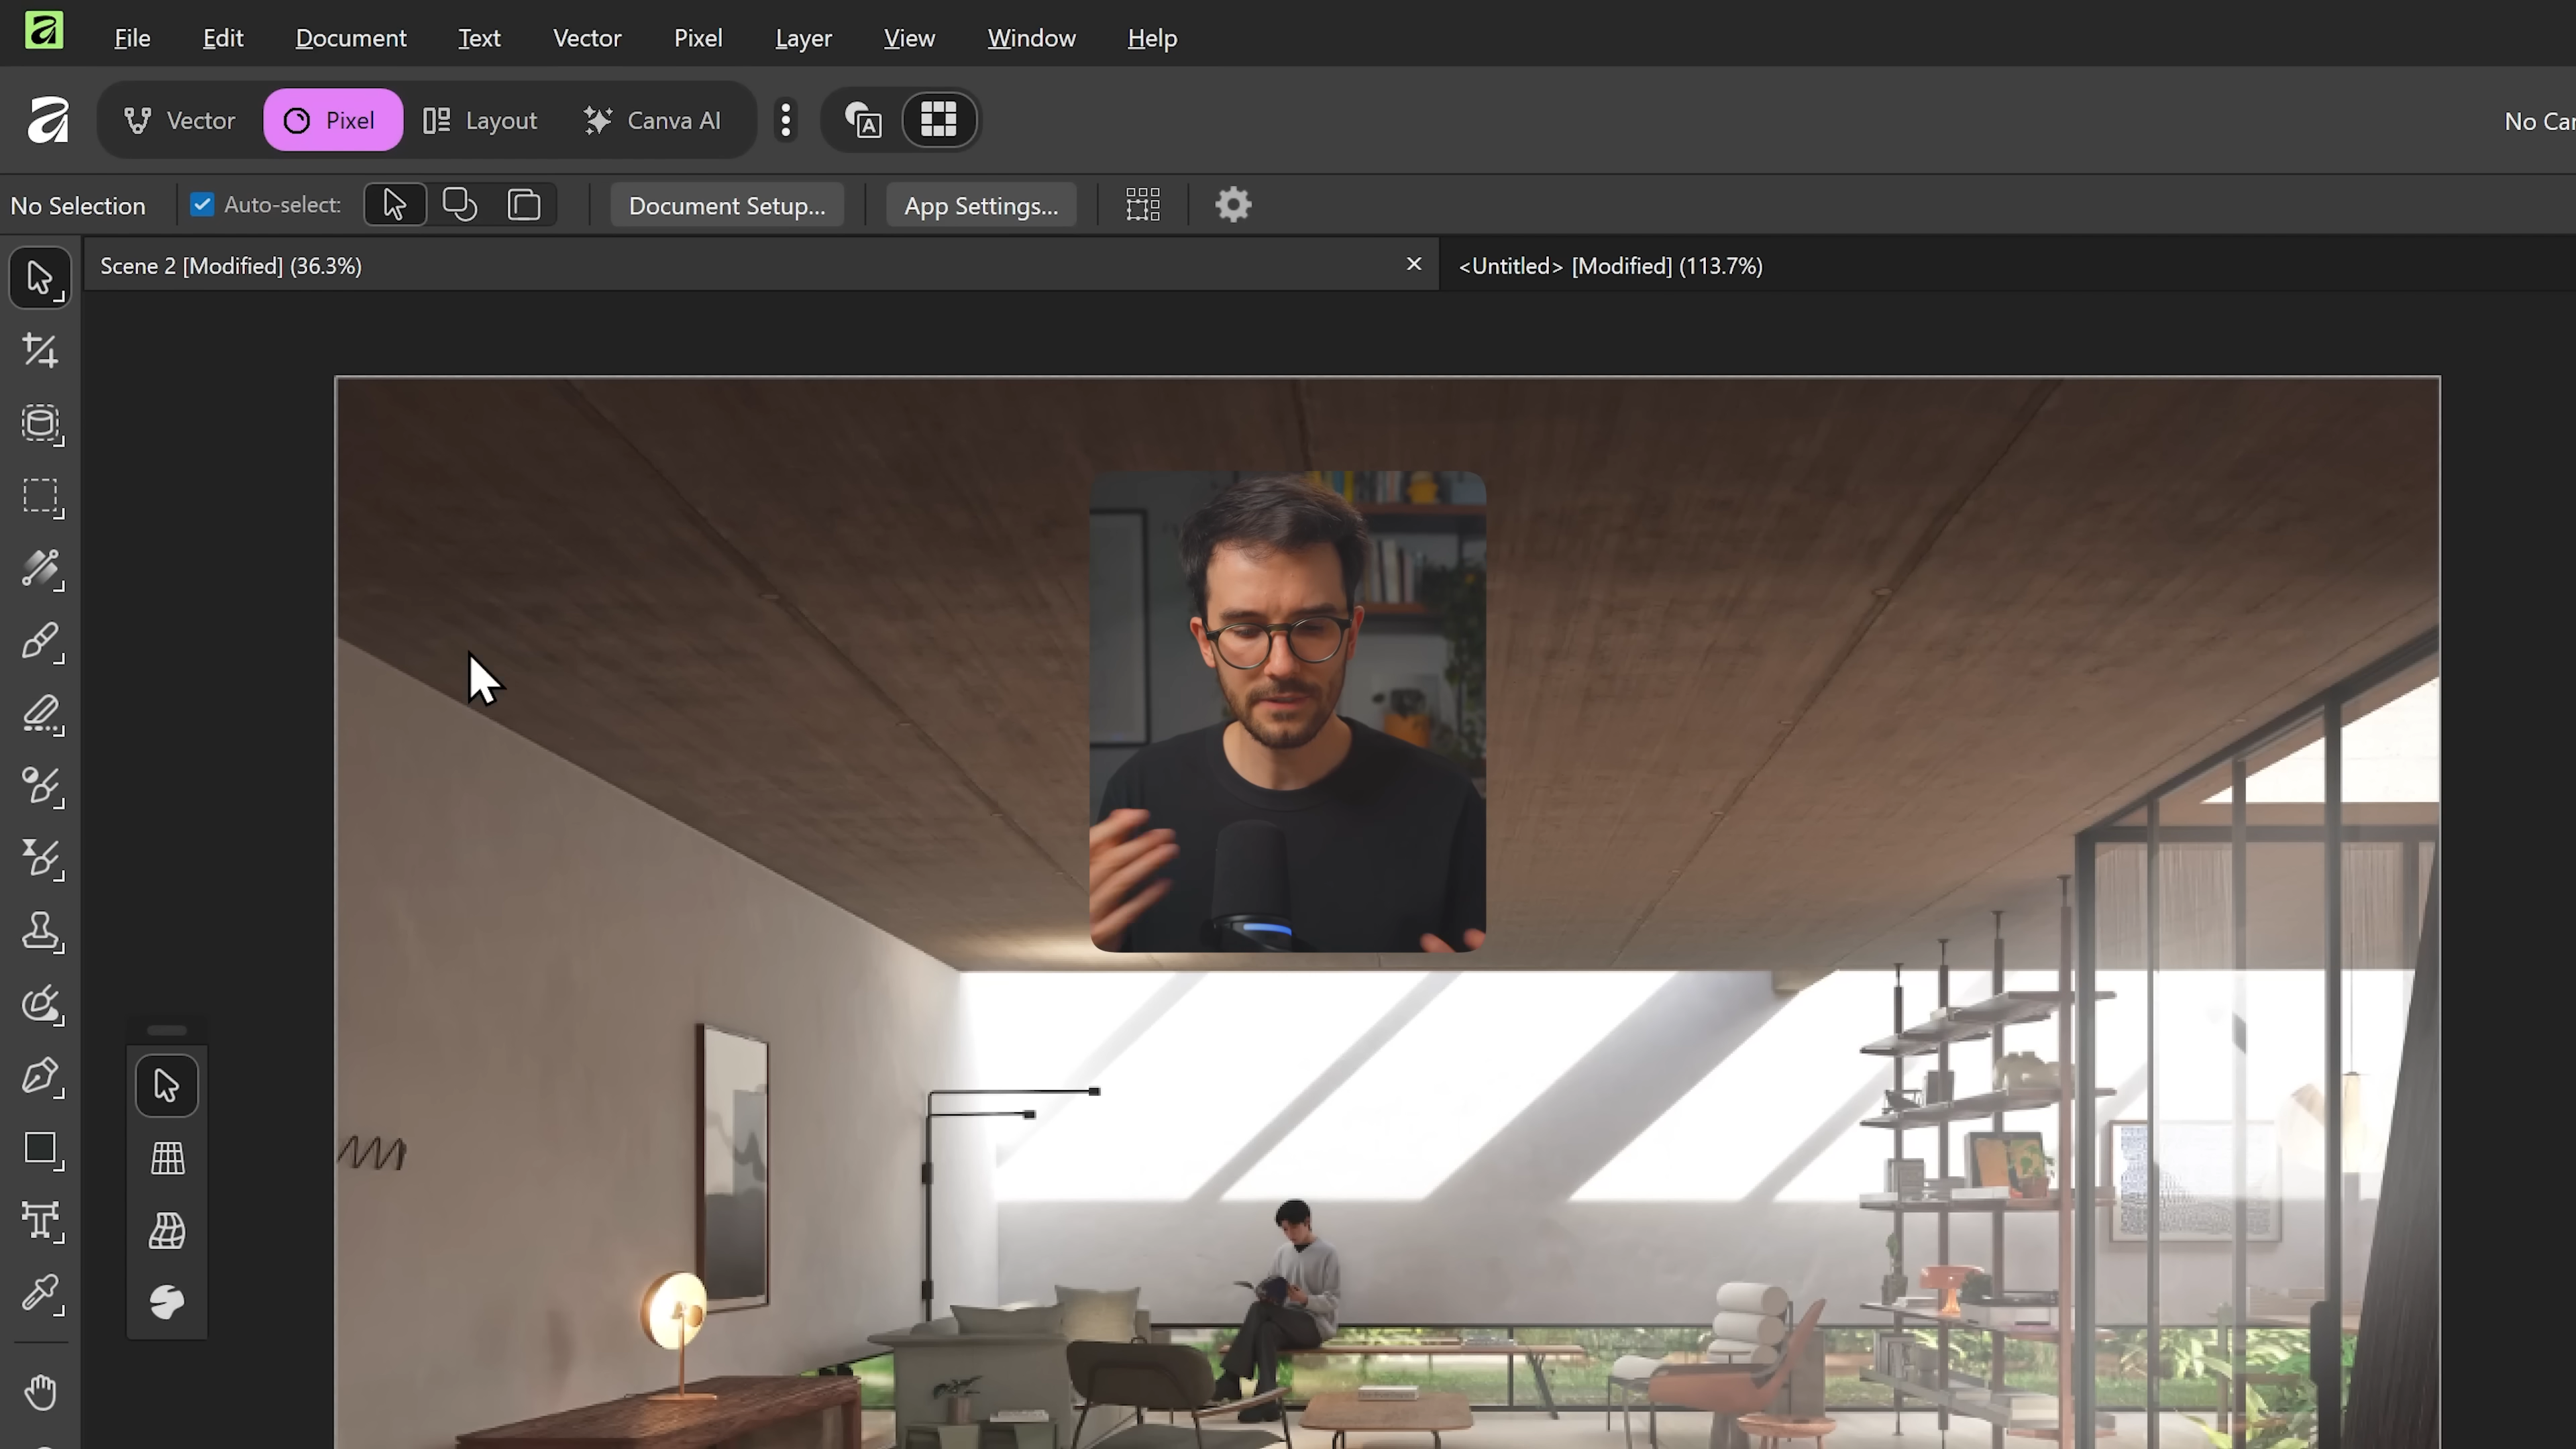 File Edit Document Text Vector Pixel Layer View Window Help
Vector Pixel Layout Canva AI A No Can
No Selection Auto-select: Document Setup... App Settings...
Scene 2 [Modified] (36.3%) <Untitled> [Modified] (113.7%)